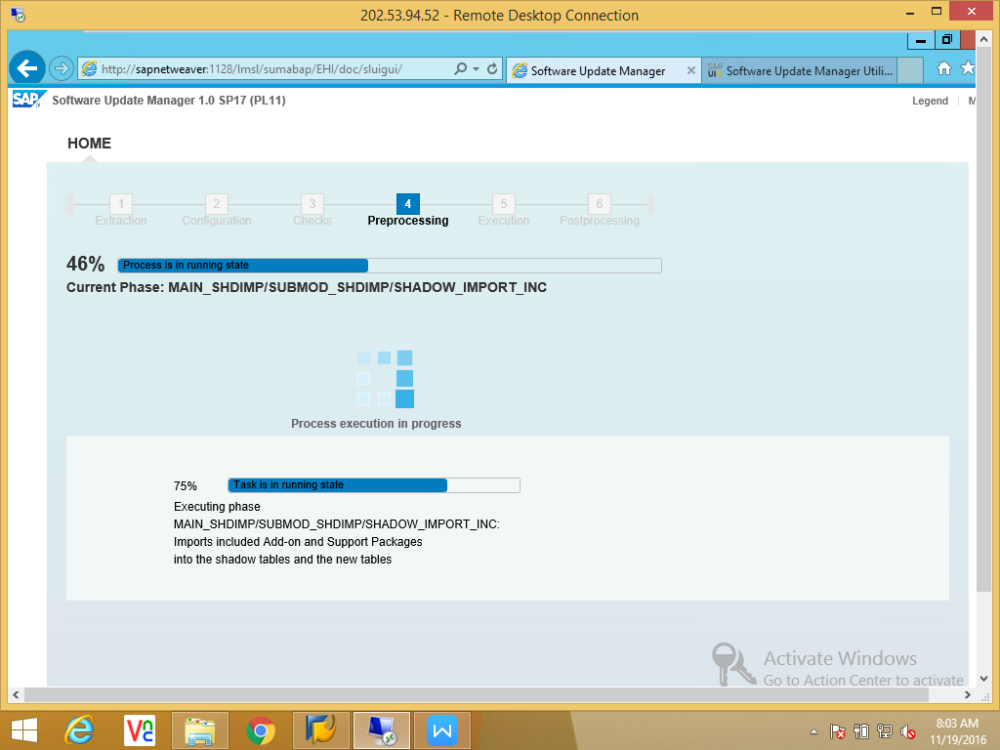 202.53.94.52 - Remote Desktop Connection
http://sapnetweaver:1128/lmsl/sumabap/EHI/doc/sluigui/
Software Update Manager
SAP UI5
Software Update Manager Utili...
SAP
Software Update Manager 1.0 SP17 (PL11)
Legend
M
HOME
1 2 3 4 5 6
Extraction Configuration Checks Preprocessing Execution Postprocessing
46% Process is in running state
Current Phase: MAIN_SHDIMP/SUBMOD_SHDIMP/SHADOW_IMPORT_INC
Process execution in progress
75% Task is in running state
Executing phase
MAIN_SHDIMP/SUBMOD_SHDIMP/SHADOW_IMPORT_INC:
Imports included Add-on and Support Packages
into the shadow tables and the new tables
Activate Windows
Go to Action Center to activate
VNC
W
8:03 AM
11/19/2016